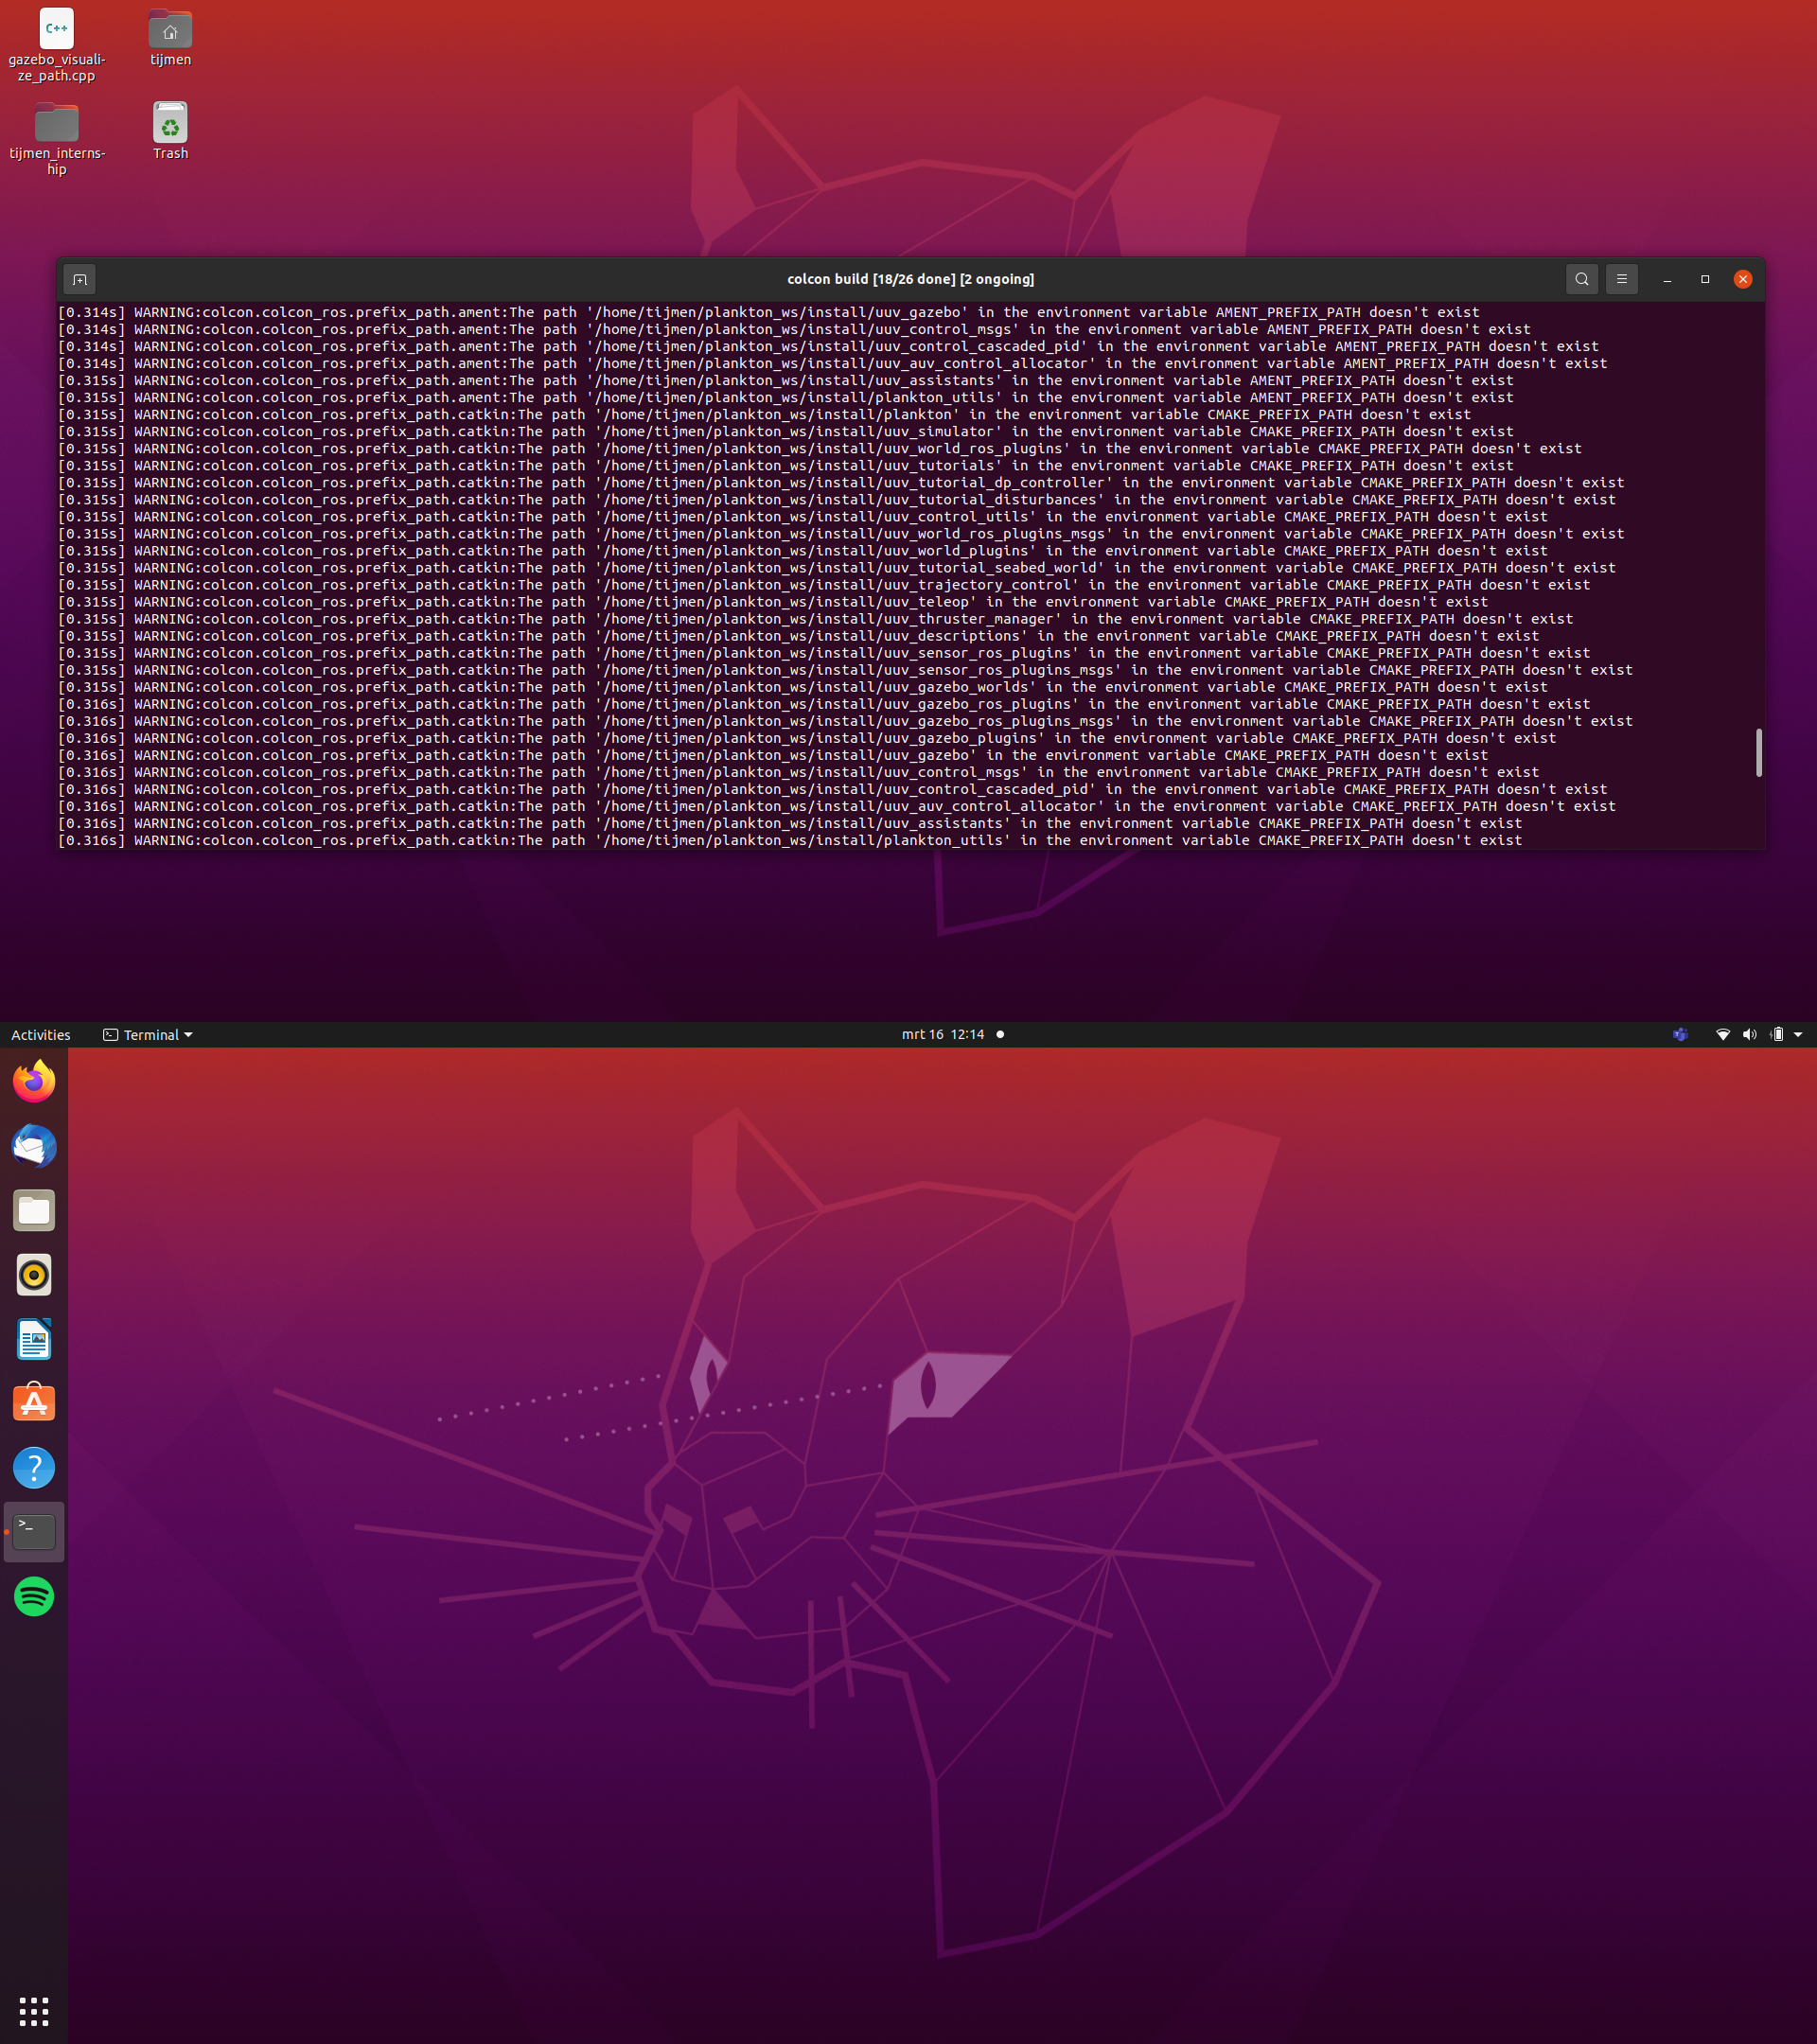 C++
gazebo_visuali-
ze_path.cpp
tijmen
tijmen_interns-
hip
Trash
colcon build [18/26 done] [2 ongoing]
[0.314s] WARNING:colcon.colcon_ros.prefix_path.ament:The path '/home/tijmen/plankton_ws/install/uuv_gazebo' in the environment variable AMENT_PREFIX_PATH doesn't exist
[0.314s] WARNING:colcon.colcon_ros.prefix_path.ament:The path '/home/tijmen/plankton_ws/install/uuv_control_msgs' in the environment variable AMENT_PREFIX_PATH doesn't exist
[0.314s] WARNING:colcon.colcon_ros.prefix_path.ament:The path '/home/tijmen/plankton_ws/install/uuv_control_cascaded_pid' in the environment variable AMENT_PREFIX_PATH doesn't exist
[0.314s] WARNING:colcon.colcon_ros.prefix_path.ament:The path '/home/tijmen/plankton_ws/install/uuv_auv_control_allocator' in the environment variable AMENT_PREFIX_PATH doesn't exist
[0.315s] WARNING:colcon.colcon_ros.prefix_path.ament:The path '/home/tijmen/plankton_ws/install/uuv_assistants' in the environment variable AMENT_PREFIX_PATH doesn't exist
[0.315s] WARNING:colcon.colcon_ros.prefix_path.ament:The path '/home/tijmen/plankton_ws/install/plankton_utils' in the environment variable AMENT_PREFIX_PATH doesn't exist
[0.315s] WARNING:colcon.colcon_ros.prefix_path.catkin:The path '/home/tijmen/plankton_ws/install/plankton' in the environment variable CMAKE_PREFIX_PATH doesn't exist
[0.315s] WARNING:colcon.colcon_ros.prefix_path.catkin:The path '/home/tijmen/plankton_ws/install/uuv_simulator' in the environment variable CMAKE_PREFIX_PATH doesn't exist
[0.315s] WARNING:colcon.colcon_ros.prefix_path.catkin:The path '/home/tijmen/plankton_ws/install/uuv_world_ros_plugins' in the environment variable CMAKE_PREFIX_PATH doesn't exist
[0.315s] WARNING:colcon.colcon_ros.prefix_path.catkin:The path '/home/tijmen/plankton_ws/install/uuv_tutorials' in the environment variable CMAKE_PREFIX_PATH doesn't exist
[0.315s] WARNING:colcon.colcon_ros.prefix_path.catkin:The path '/home/tijmen/plankton_ws/install/uuv_tutorial_dp_controller' in the environment variable CMAKE_PREFIX_PATH doesn't exist
[0.315s] WARNING:colcon.colcon_ros.prefix_path.catkin:The path '/home/tijmen/plankton_ws/install/uuv_tutorial_disturbances' in the environment variable CMAKE_PREFIX_PATH doesn't exist
[0.315s] WARNING:colcon.colcon_ros.prefix_path.catkin:The path '/home/tijmen/plankton_ws/install/uuv_control_utils' in the environment variable CMAKE_PREFIX_PATH doesn't exist
[0.315s] WARNING:colcon.colcon_ros.prefix_path.catkin:The path '/home/tijmen/plankton_ws/install/uuv_world_ros_plugins_msgs' in the environment variable CMAKE_PREFIX_PATH doesn't exist
[0.315s] WARNING:colcon.colcon_ros.prefix_path.catkin:The path '/home/tijmen/plankton_ws/install/uuv_world_plugins' in the environment variable CMAKE_PREFIX_PATH doesn't exist
[0.315s] WARNING:colcon.colcon_ros.prefix_path.catkin:The path '/home/tijmen/plankton_ws/install/uuv_tutorial_seabed_world' in the environment variable CMAKE_PREFIX_PATH doesn't exist
[0.315s] WARNING:colcon.colcon_ros.prefix_path.catkin:The path '/home/tijmen/plankton_ws/install/uuv_trajectory_control' in the environment variable CMAKE_PREFIX_PATH doesn't exist
[0.315s] WARNING:colcon.colcon_ros.prefix_path.catkin:The path '/home/tijmen/plankton_ws/install/uuv_teleop' in the environment variable CMAKE_PREFIX_PATH doesn't exist
[0.315s] WARNING:colcon.colcon_ros.prefix_path.catkin:The path '/home/tijmen/plankton_ws/install/uuv_thruster_manager' in the environment variable CMAKE_PREFIX_PATH doesn't exist
[0.315s] WARNING:colcon.colcon_ros.prefix_path.catkin:The path '/home/tijmen/plankton_ws/install/uuv_descriptions' in the environment variable CMAKE_PREFIX_PATH doesn't exist
[0.315s] WARNING:colcon.colcon_ros.prefix_path.catkin:The path '/home/tijmen/plankton_ws/install/uuv_sensor_ros_plugins' in the environment variable CMAKE_PREFIX_PATH doesn't exist
[0.315s] WARNING:colcon.colcon_ros.prefix_path.catkin:The path '/home/tijmen/plankton_ws/install/uuv_sensor_ros_plugins_msgs' in the environment variable CMAKE_PREFIX_PATH doesn't exist
[0.315s] WARNING:colcon.colcon_ros.prefix_path.catkin:The path '/home/tijmen/plankton_ws/install/uuv_gazebo_worlds' in the environment variable CMAKE_PREFIX_PATH doesn't exist
[0.316s] WARNING:colcon.colcon_ros.prefix_path.catkin:The path '/home/tijmen/plankton_ws/install/uuv_gazebo_ros_plugins' in the environment variable CMAKE_PREFIX_PATH doesn't exist
[0.316s] WARNING:colcon.colcon_ros.prefix_path.catkin:The path '/home/tijmen/plankton_ws/install/uuv_gazebo_ros_plugins_msgs' in the environment variable CMAKE_PREFIX_PATH doesn't exist
[0.316s] WARNING:colcon.colcon_ros.prefix_path.catkin:The path '/home/tijmen/plankton_ws/install/uuv_gazebo_plugins' in the environment variable CMAKE_PREFIX_PATH doesn't exist
[0.316s] WARNING:colcon.colcon_ros.prefix_path.catkin:The path '/home/tijmen/plankton_ws/install/uuv_gazebo' in the environment variable CMAKE_PREFIX_PATH doesn't exist
[0.316s] WARNING:colcon.colcon_ros.prefix_path.catkin:The path '/home/tijmen/plankton_ws/install/uuv_control_msgs' in the environment variable CMAKE_PREFIX_PATH doesn't exist
[0.316s] WARNING:colcon.colcon_ros.prefix_path.catkin:The path '/home/tijmen/plankton_ws/install/uuv_control_cascaded_pid' in the environment variable CMAKE_PREFIX_PATH doesn't exist
[0.316s] WARNING:colcon.colcon_ros.prefix_path.catkin:The path '/home/tijmen/plankton_ws/install/uuv_auv_control_allocator' in the environment variable CMAKE_PREFIX_PATH doesn't exist
[0.316s] WARNING:colcon.colcon_ros.prefix_path.catkin:The path '/home/tijmen/plankton_ws/install/uuv_assistants' in the environment variable CMAKE_PREFIX_PATH doesn't exist
[0.316s] WARNING:colcon.colcon_ros.prefix_path.catkin:The path '/home/tijmen/plankton_ws/install/plankton_utils' in the environment variable CMAKE_PREFIX_PATH doesn't exist
Activities
Terminal
mrt 16 12:14